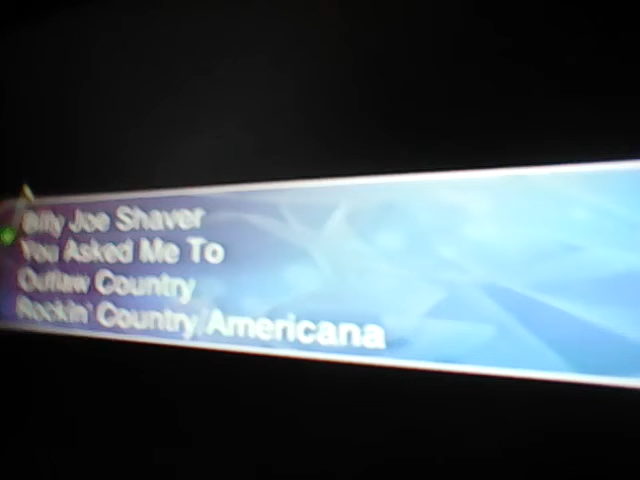 Billy Joe Shaver
You Asked Me To
Outlaw Country
Rockin' Country/Americana